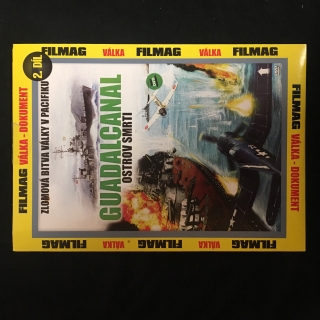 FILMAG VÁLKA FILMAG VÁLKA FILMAG
2. DÍL
FILMAG VÁLKA - DOKUMENT
ZLOMOVÁ BITVA VÁLKY V PACIFIKU
GUADALCANAL
OSTROV SMRTI
FILMAG VÁLKA - DOKUMENT
FILMAG VÁLKA FILMAG VÁLKA FILMAG